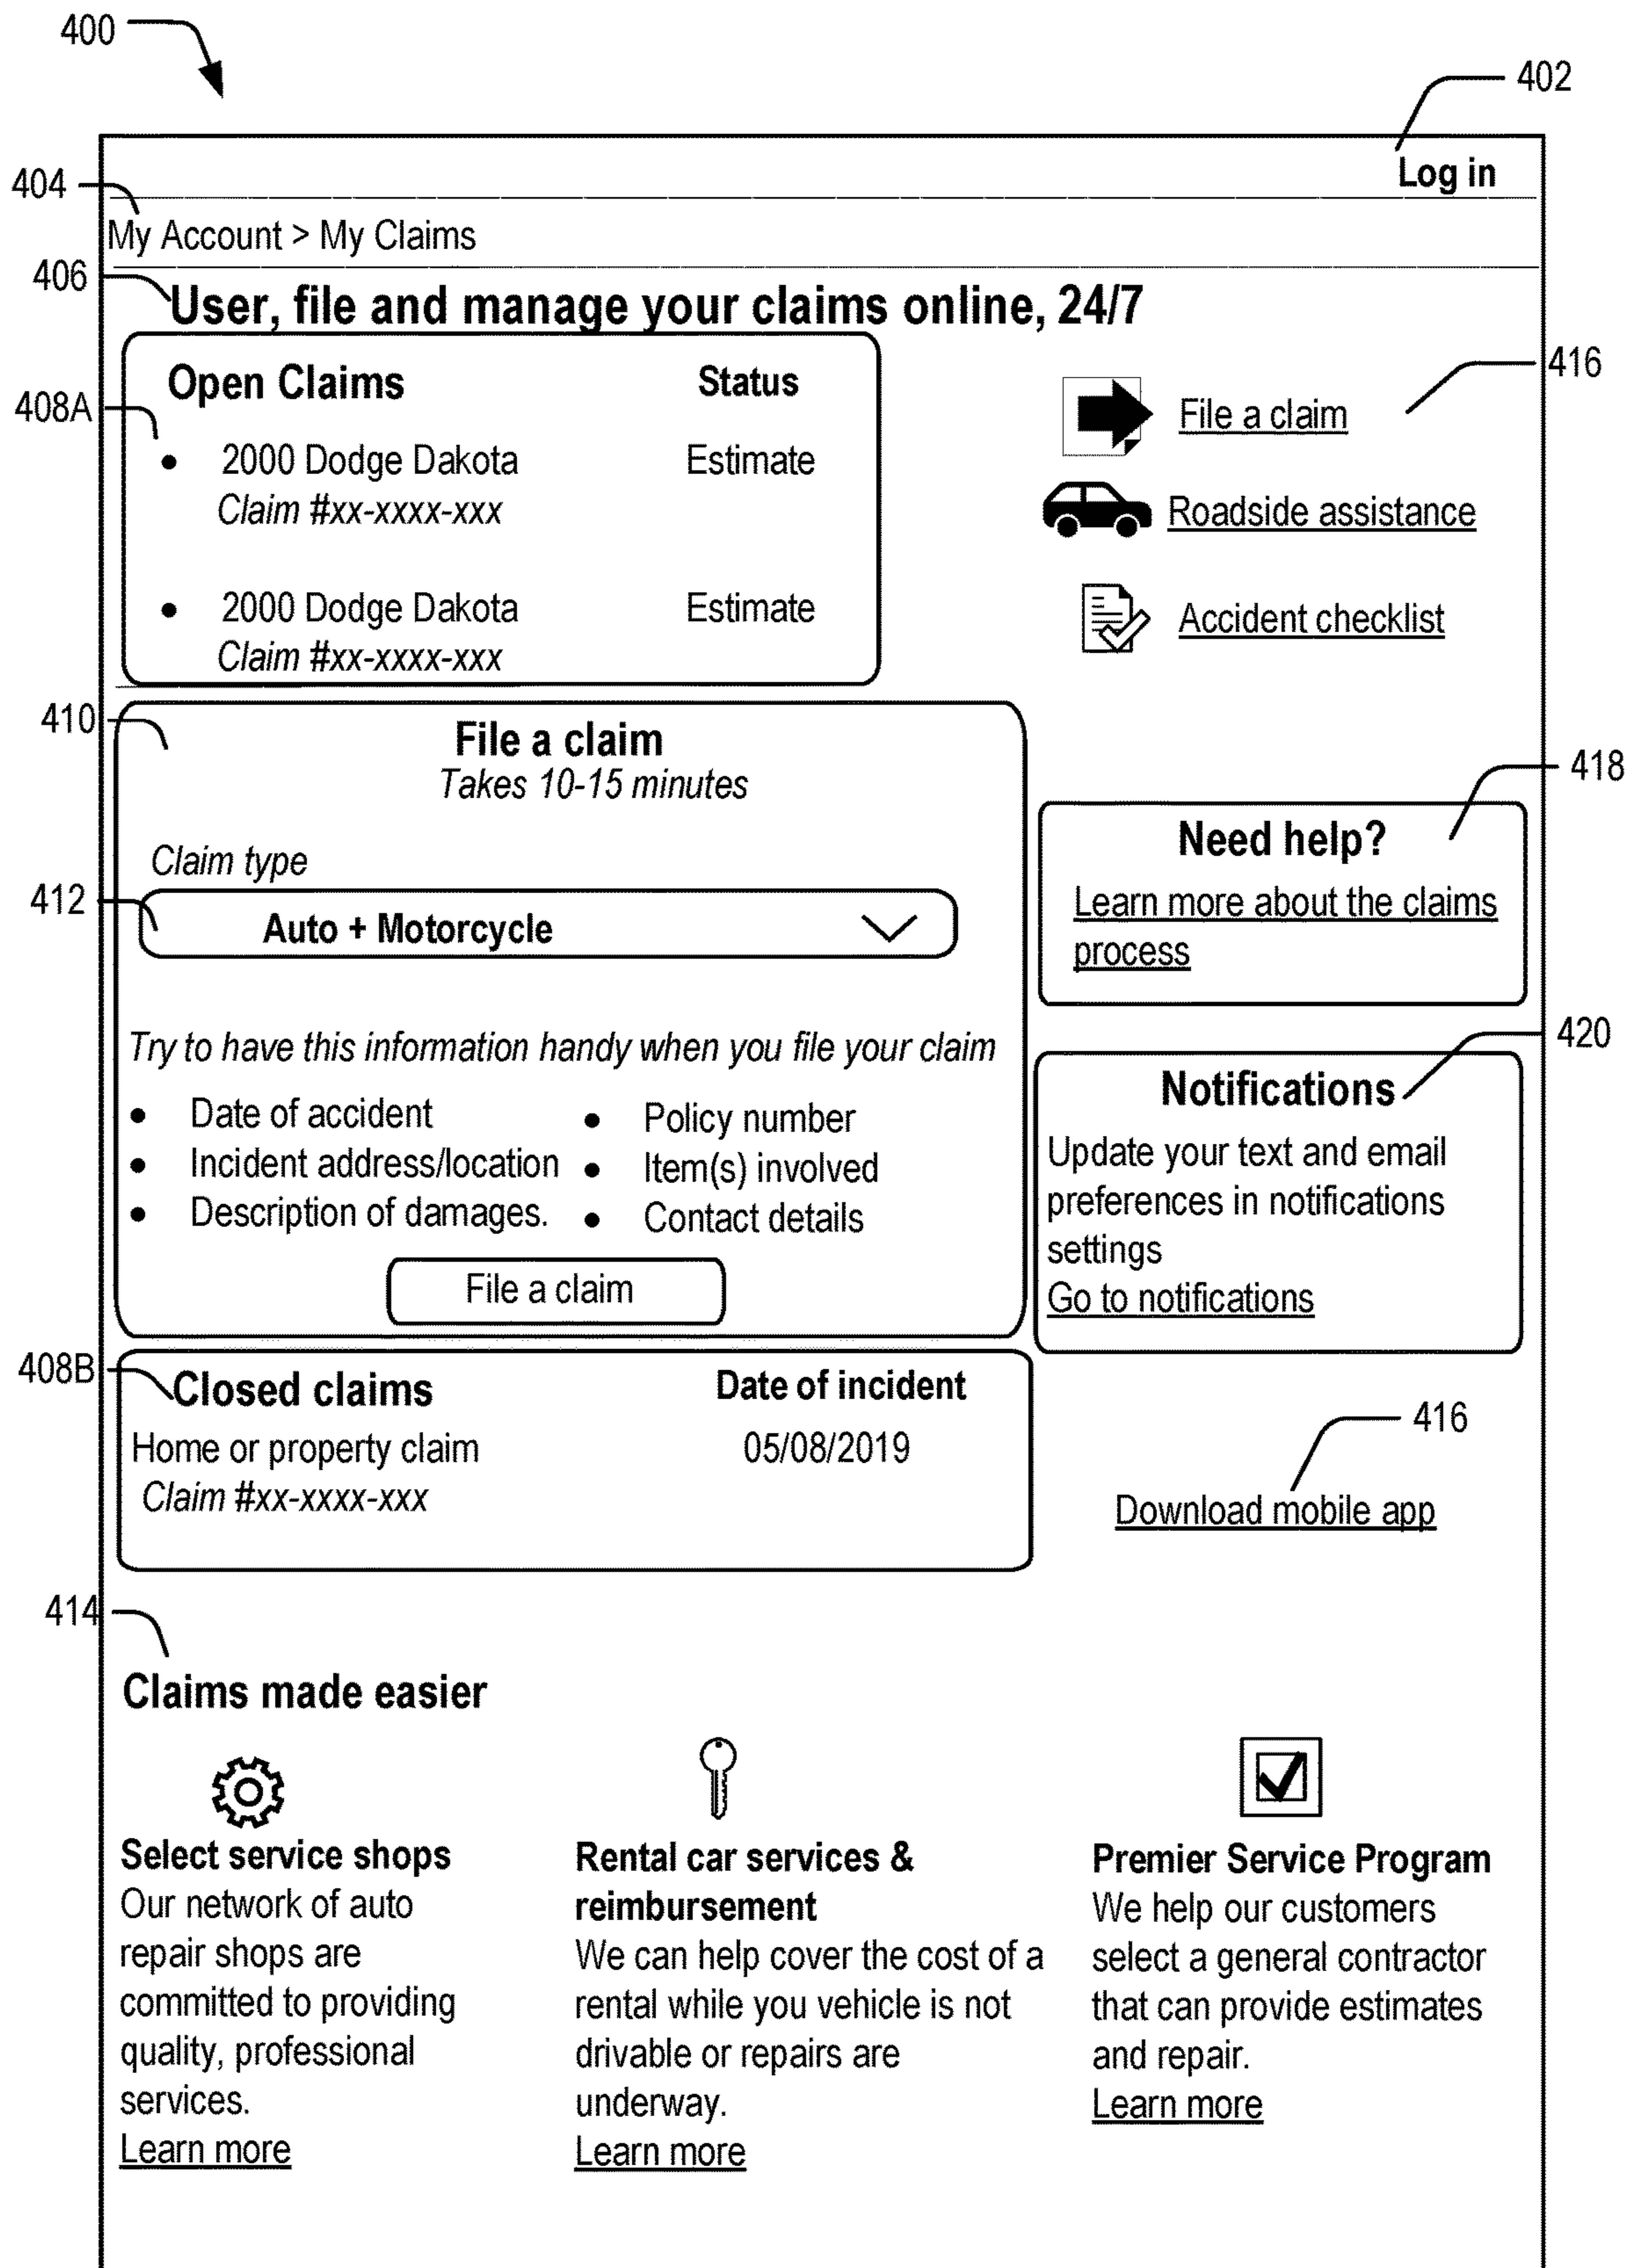 400
402
Log in
404
My Account > My Claims
406
User, file and manage your claims online, 24/7
408A
Open Claims Status
• 2000 Dodge Dakota Estimate
Claim #xx-xxxx-xxx
• 2000 Dodge Dakota Estimate
Claim #xx-xxxx-xxx
416
File a claim
Roadside assistance
Accident checklist
410
File a claim
Takes 10-15 minutes
Claim type
412
Auto + Motorcycle
Try to have this information handy when you file your claim
• Date of accident • Policy number
• Incident address/location • Item(s) involved
• Description of damages. • Contact details
File a claim
418
Need help?
Learn more about the claims
process
420
Notifications
Update your text and email
preferences in notifications
settings
Go to notifications
408B
Closed claims Date of incident
Home or property claim 05/08/2019
Claim #xx-xxxx-xxx
416
Download mobile app
414
Claims made easier
Select service shops
Our network of auto
repair shops are
committed to providing
quality, professional
services.
Learn more
Rental car services &
reimbursement
We can help cover the cost of a
rental while you vehicle is not
drivable or repairs are
underway.
Learn more
Premier Service Program
We help our customers
select a general contractor
that can provide estimates
and repair.
Learn more